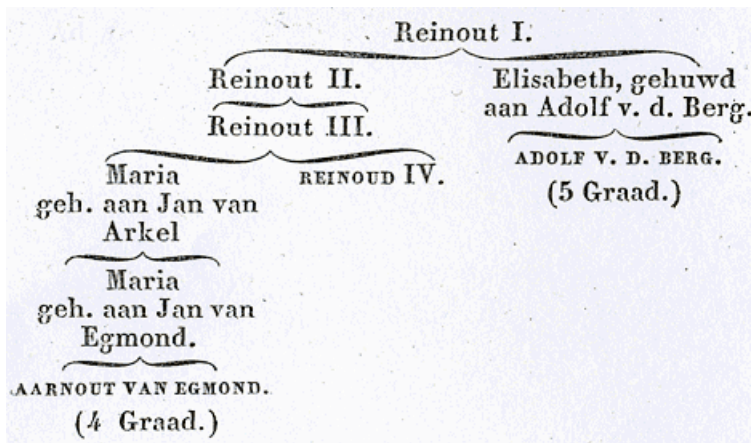 Reinout I.
Reinout II.
Elisabeth, gehuwd
aan Adolf v. d. Berg.
Reinout III.
ADOLF V. D. BERG.
(5 Graad.)
Maria
geh. aan Jan van
Arkel
REINOUD IV.
Maria
geh. aan Jan van
Egmond.
AARNOUT VAN EGMOND.
(4 Graad.)